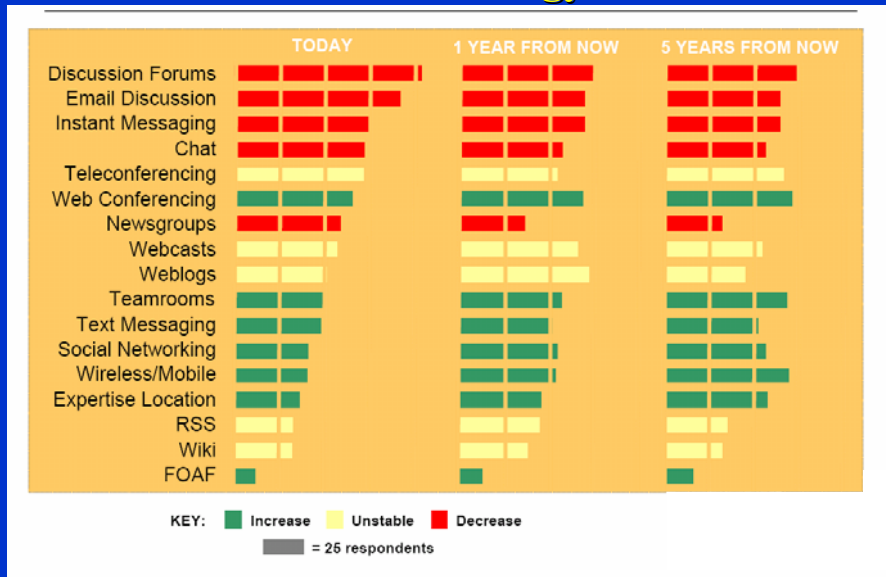 TODAY 1 YEAR FROM NOW 5 YEARS FROM NOW
Discussion Forums
Email Discussion
Instant Messaging
Chat
Teleconferencing
Web Conferencing
Newsgroups
Webcasts
Weblogs
Teamrooms
Text Messaging
Social Networking
Wireless/Mobile
Expertise Location
RSS
Wiki
FOAF
KEY: Increase Unstable Decrease
= 25 respondents